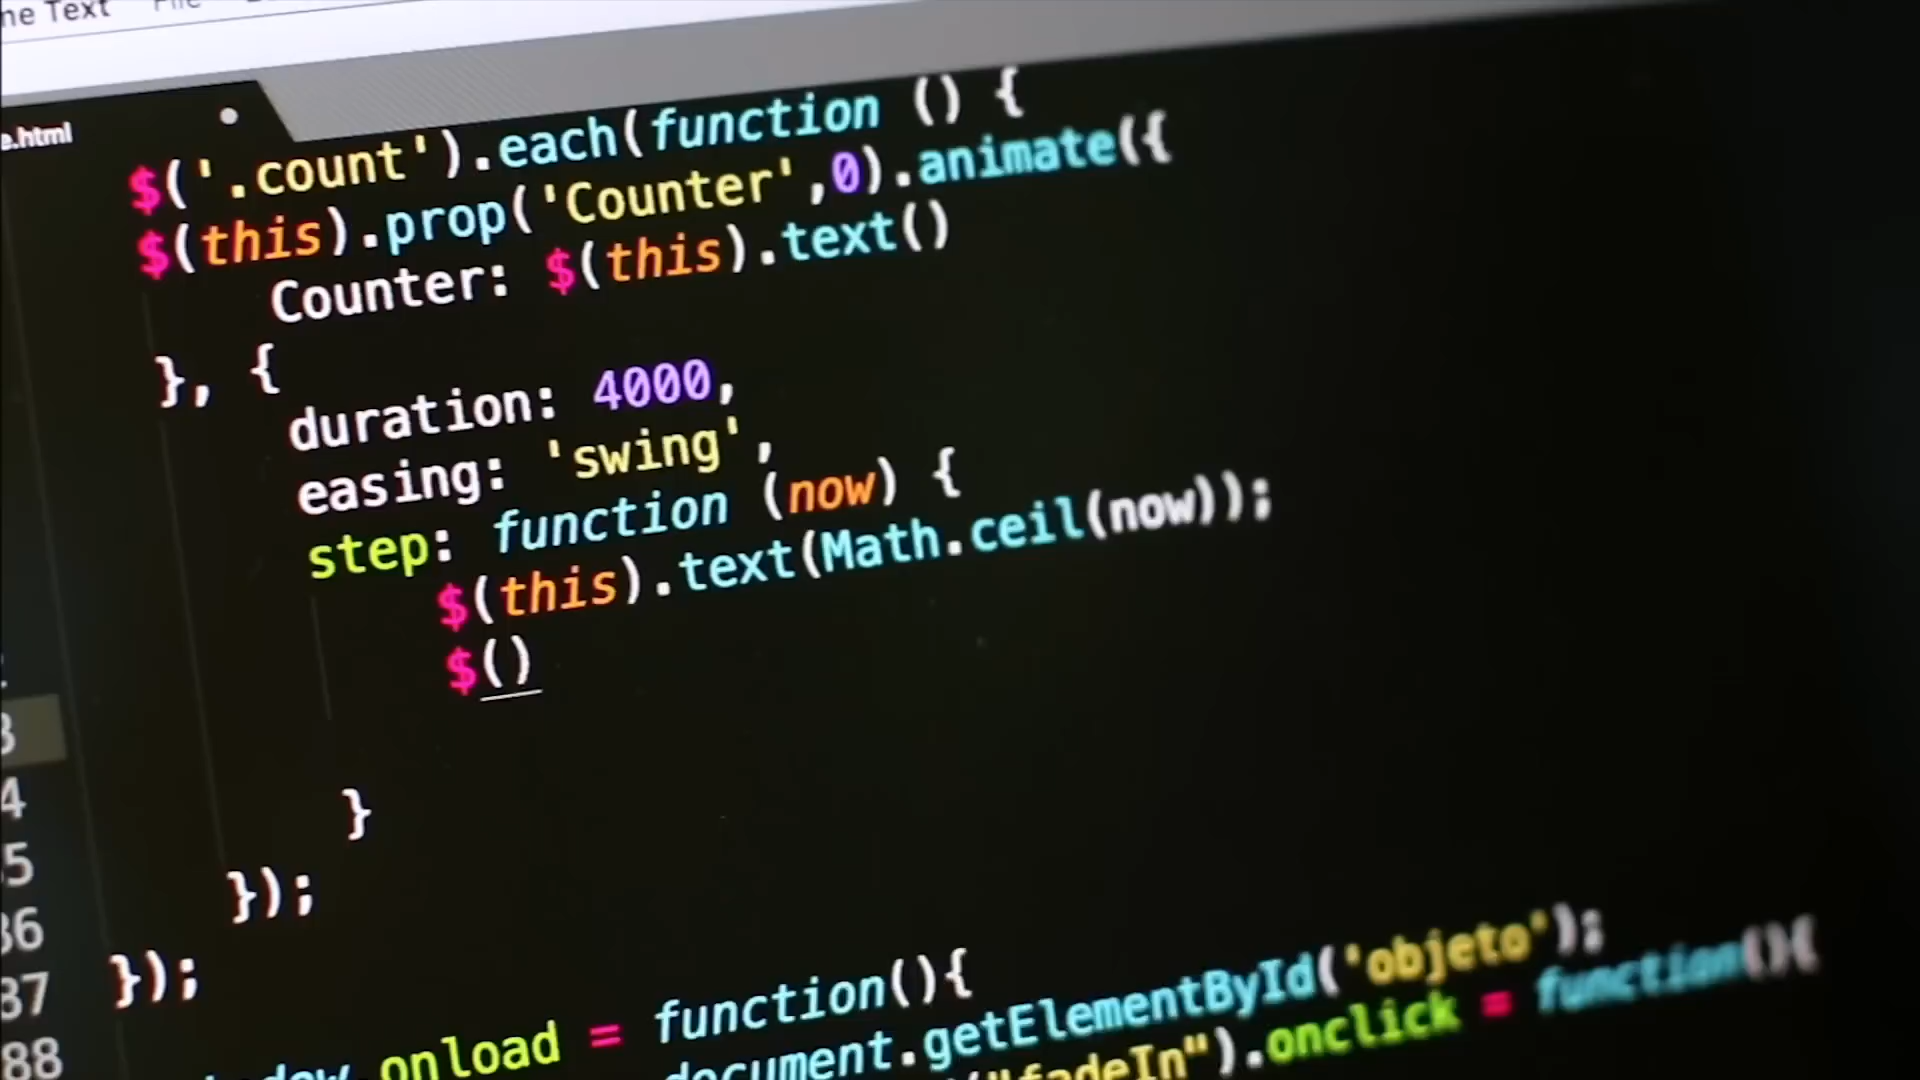 Text File
e.html
$('.count').each(function () {
$(this).prop('Counter',0).animate({
Counter: $(this).text()
}, {
duration: 4000,
easing: 'swing',
step: function (now) {
$(this).text(Math.ceil(now));
$()
}
});
});
onload = function(){
document.getElementById('objeto');
"fadeIn").onclick = function(){
3
4
5
36
37
88